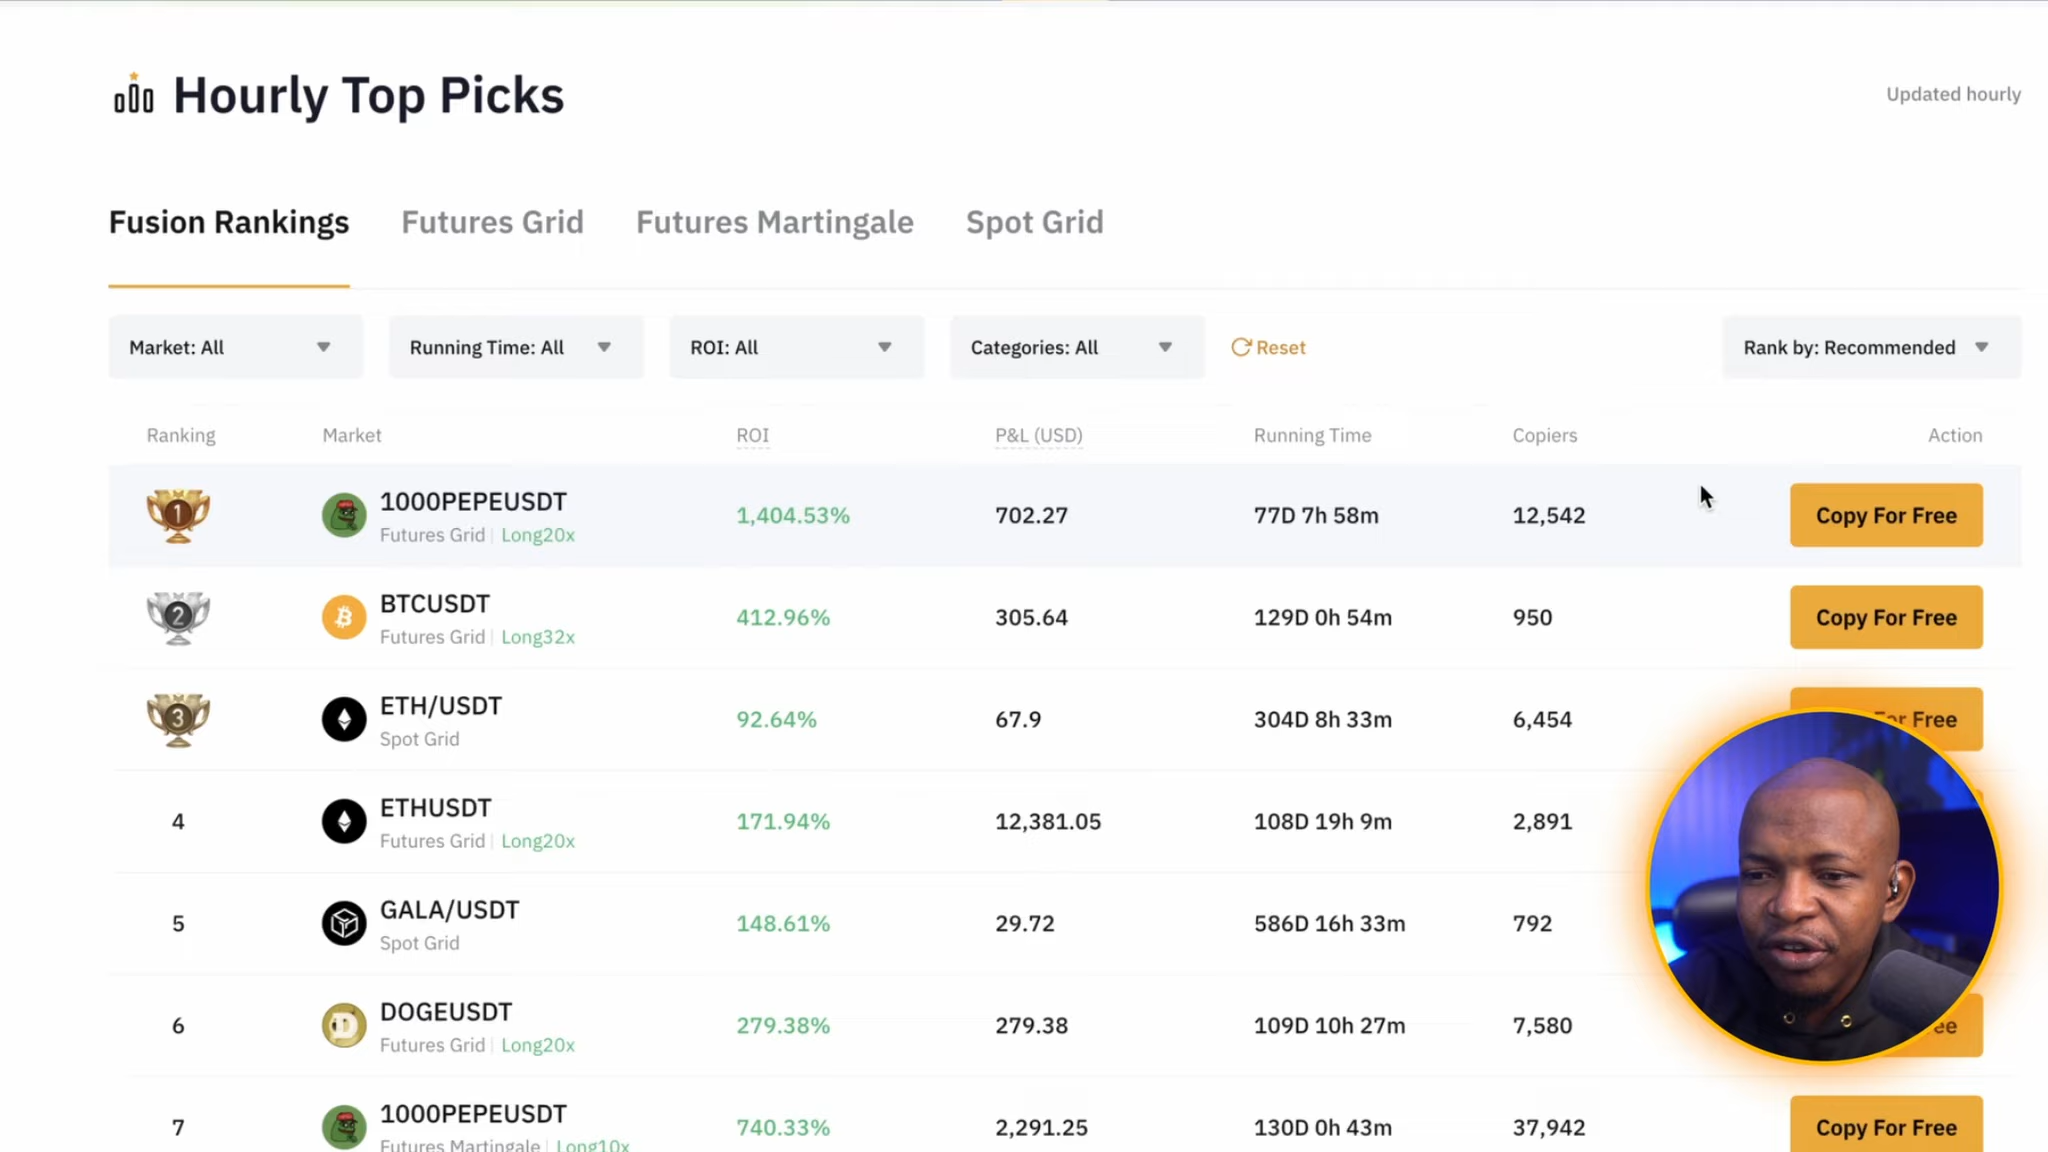 Hourly Top Picks
Updated hourly
Fusion Rankings Futures Grid Futures Martingale Spot Grid
Market: All Running Time: All ROI: All Categories: All Reset Rank by: Recommended
Ranking Market ROI P&L (USD) Running Time Copiers Action
1 1000PEPEUSDT 1,404.53% 702.27 77D 7h 58m 12,542 Copy For Free
Futures Grid | Long20x
2 BTCUSDT 412.96% 305.64 129D 0h 54m 950 Copy For Free
Futures Grid | Long32x
3 ETH/USDT 92.64% 67.9 304D 8h 33m 6,454 Free
Spot Grid
4 ETHUSDT 171.94% 12,381.05 108D 19h 9m 2,891
Futures Grid | Long20x
5 GALA/USDT 148.61% 29.72 586D 16h 33m 792
Spot Grid
6 DOGEUSDT 279.38% 279.38 109D 10h 27m 7,580
Futures Grid | Long20x
7 1000PEPEUSDT 740.33% 2,291.25 130D 0h 43m 37,942 Copy For Free
Futures Martingale | Long10x